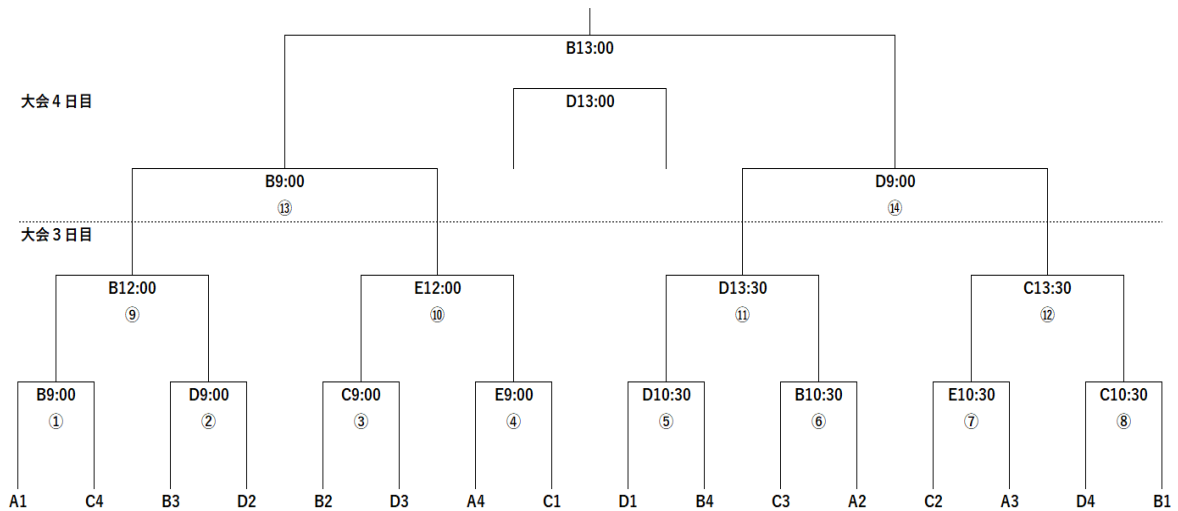 B13:00
大会４日目
D13:00
B9:00
D9:00
⑬
⑭
大会３日目
B12:00
E12:00
D13:30
C13:30
⑨
⑩
⑪
⑫
B9:00
D9:00
C9:00
E9:00
D10:30
B10:30
E10:30
C10:30
①
②
③
④
⑤
⑥
⑦
⑧
A1
C4
B3
D2
B2
D3
A4
C1
D1
B4
C3
A2
C2
A3
D4
B1